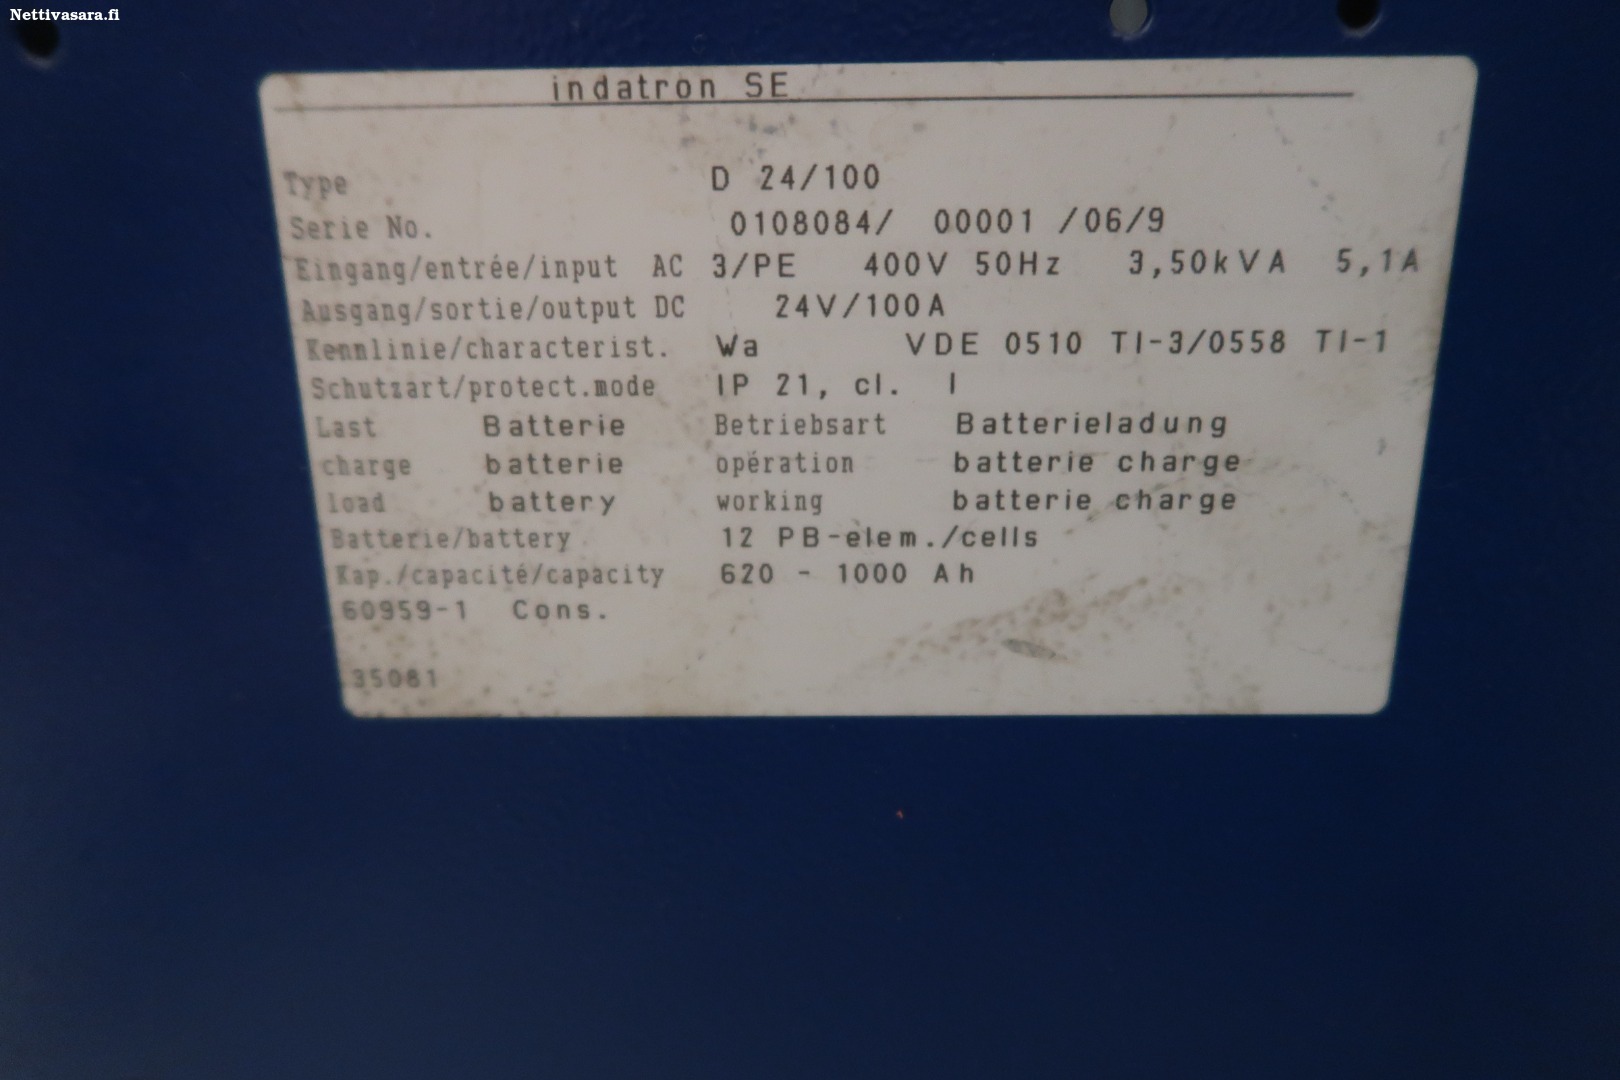 Nettivasara.fi
indatron SE
Type D 24/100
Serie No. 0108084/ 00001 /06/9
Eingang/entrée/input AC 3/PE 400V 50Hz 3,50kVA 5,1A
Ausgang/sortie/output DC 24V/100A
Kennlinie/characterist. Wa VDE 0510 TI-3/0558 TI-1
Schutzart/protect.mode IP 21, cl. I
Last Batterie Betriebsart Batterieladung
charge batterie opération batterie charge
load battery working batterie charge
Batterie/battery 12 PB-elem./cells
Kap./capacité/capacity 620 - 1000 Ah
60959-1 Cons.
35081